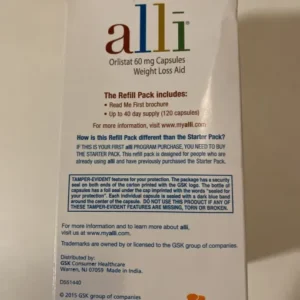 alli
Orlistat 60 mg Capsules
Weight Loss Aid
The Refill Pack includes:
• Read Me First brochure
• Up to 40 day supply (120 capsules)
For more information, visit www.myalli.com.
How is this Refill Pack different than the Starter Pack?
IF THIS IS YOUR FIRST alli PROGRAM PURCHASE, YOU NEED TO BUY
THE STARTER PACK. This refill pack is designed for people who are
already using alli and have previously purchased the Starter Pack.
TAMPER-EVIDENT features for your protection. The package has a security
seal on both ends of the carton printed with the GSK logo. The bottle of
capsules has a foil seal under the cap imprinted with the words "sealed for
your protection". Each individual capsule is sealed with a dark blue band
around the center of the capsule. DO NOT USE THIS PRODUCT IF ANY OF
THESE TAMPER-EVIDENT FEATURES ARE MISSING, TORN OR BROKEN.
For more information and to learn more about alli,
visit us at www.myalli.com.
Trademarks are owned by or licensed to the GSK group of companies.
Distributed by:
GSK Consumer Healthcare
Warren, NJ 07059 Made in India.
D501440
© 2015 GSK group of companies